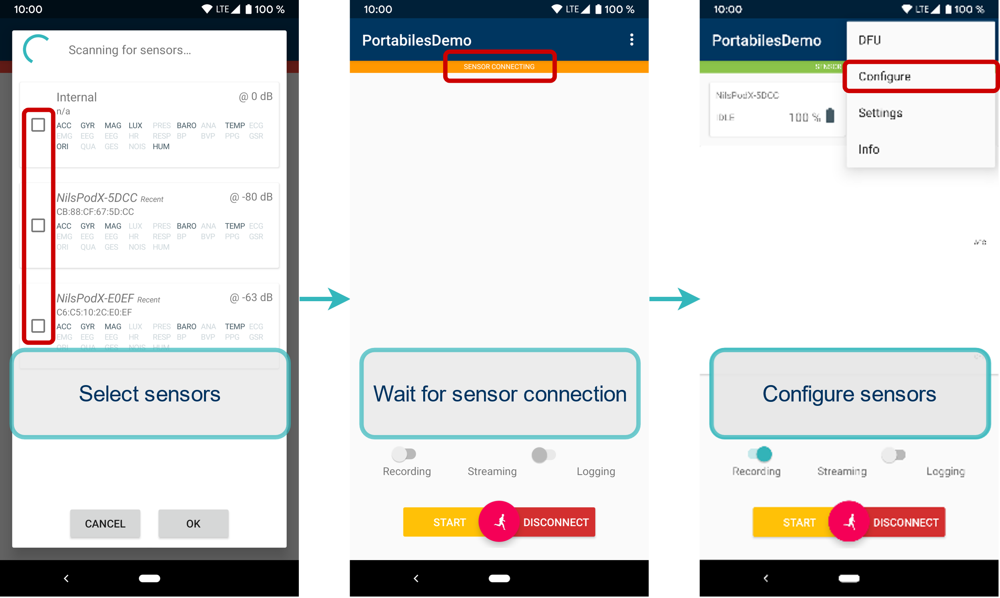 10:00 LTE 100 %
Scanning for sensors...
Internal @ 0 dB
n/a
ACC GYR MAG LUX PRES BARO ANA TEMP ECG
EMG EEG EEG HR RESP BP BVP PPG GSR
ORI QUA GES NOIS HUM
NilsPodX-5DCC Recent @ -80 dB
CB:88:CF:67:5D:CC
ACC GYR MAG LUX PRES BARO ANA TEMP ECG
EMG EEG EEG HR RESP BP BVP PPG GSR
ORI QUA GES NOIS HUM
NilsPodX-E0EF Recent @ -63 dB
C6:C5:10:2C:E0:EF
ACC GYR MAG LUX PRES BARO ANA TEMP ECG
EMG EEG EEG HR RESP BP BVP PPG GSR
ORI QUA GES NOIS HUM
Select sensors
CANCEL OK
10:00 LTE 100 %
PortabilesDemo
SENSOR CONNECTING
Wait for sensor connection
Recording Streaming Logging
START DISCONNECT
10:00 LTE 100 %
PortabilesDemo
DFU
SENSOR
Configure
NilsPodX-5DCC
Settings
IDLE 100 %
Info
Configure sensors
Recording Streaming Logging
START DISCONNECT